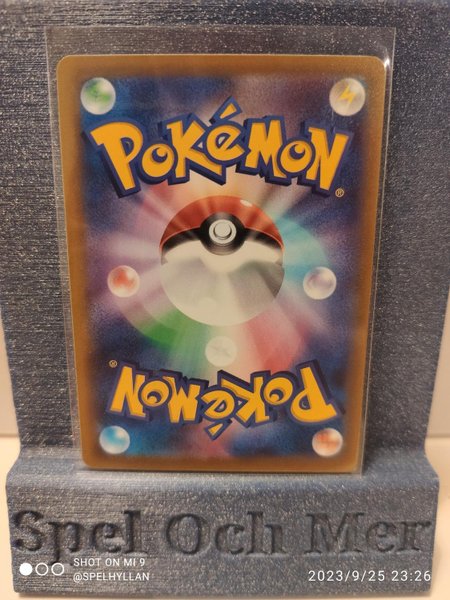 POKéMON
®
®
POKéMON
Spel Och Mer
SHOT ON MI 9
@SPELHYLLAN
2023/9/25 23:26